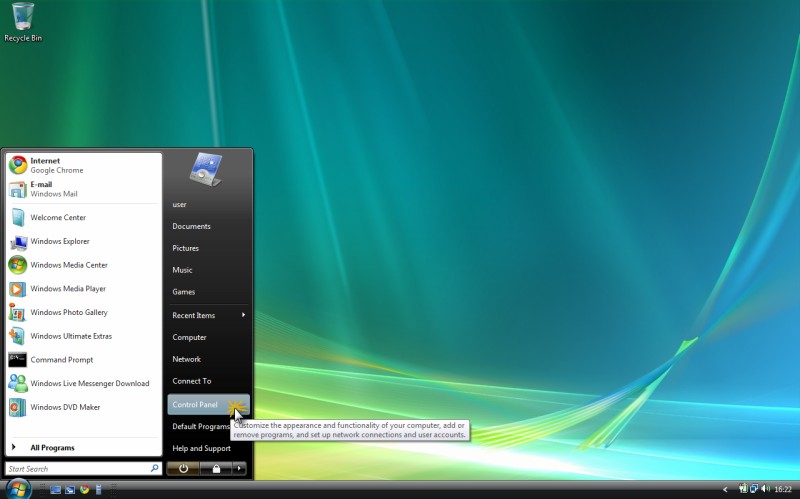 Recycle Bin
Internet
Google Chrome
E-mail
Windows Mail
Welcome Center
Windows Explorer
Windows Media Center
Windows Media Player
Windows Photo Gallery
Windows Ultimate Extras
Command Prompt
Windows Live Messenger Download
Windows DVD Maker
All Programs
Start Search
user
Documents
Pictures
Music
Games
Recent Items
Computer
Network
Connect To
Control Panel
Default Programs
Help and Support
Customize the appearance and functionality of your computer, add or
remove programs, and set up network connections and user accounts.
16:22